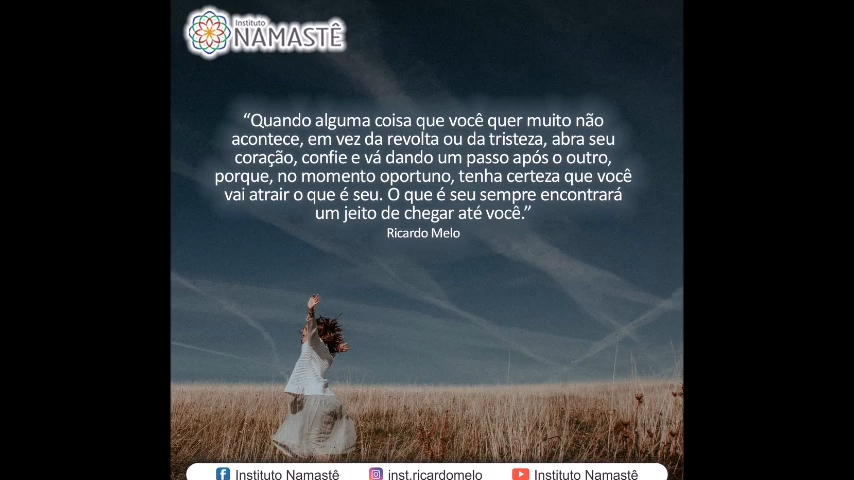 Instituto
NAMASTÊ
“Quando alguma coisa que você quer muito não
acontece, em vez da revolta ou da tristeza, abra seu
coração, confie e vá dando um passo após o outro,
porque, no momento oportuno, tenha certeza que você
vai atrair o que é seu. O que é seu sempre encontrará
um jeito de chegar até você.”
Ricardo Melo
Instituto Namastê inst.ricardomelo Instituto Namastê